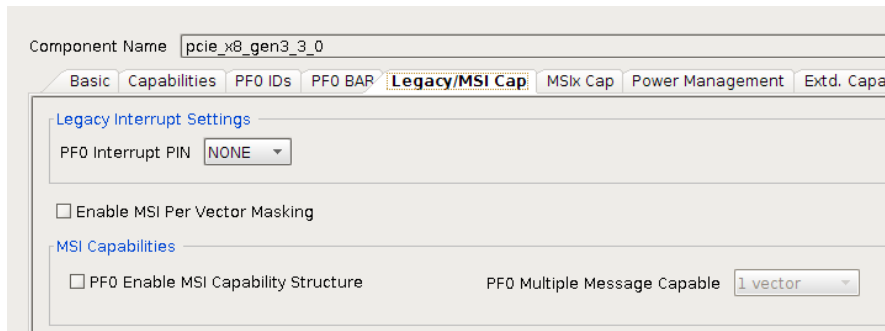 Component Name pcie_x8_gen3_3_0
Basic Capabilities PF0 IDs PF0 BAR Legacy/MSI Cap MSIx Cap Power Management Extd. Capa
Legacy Interrupt Settings
PF0 Interrupt PIN NONE
Enable MSI Per Vector Masking
MSI Capabilities
PF0 Enable MSI Capability Structure PF0 Multiple Message Capable 1 vector